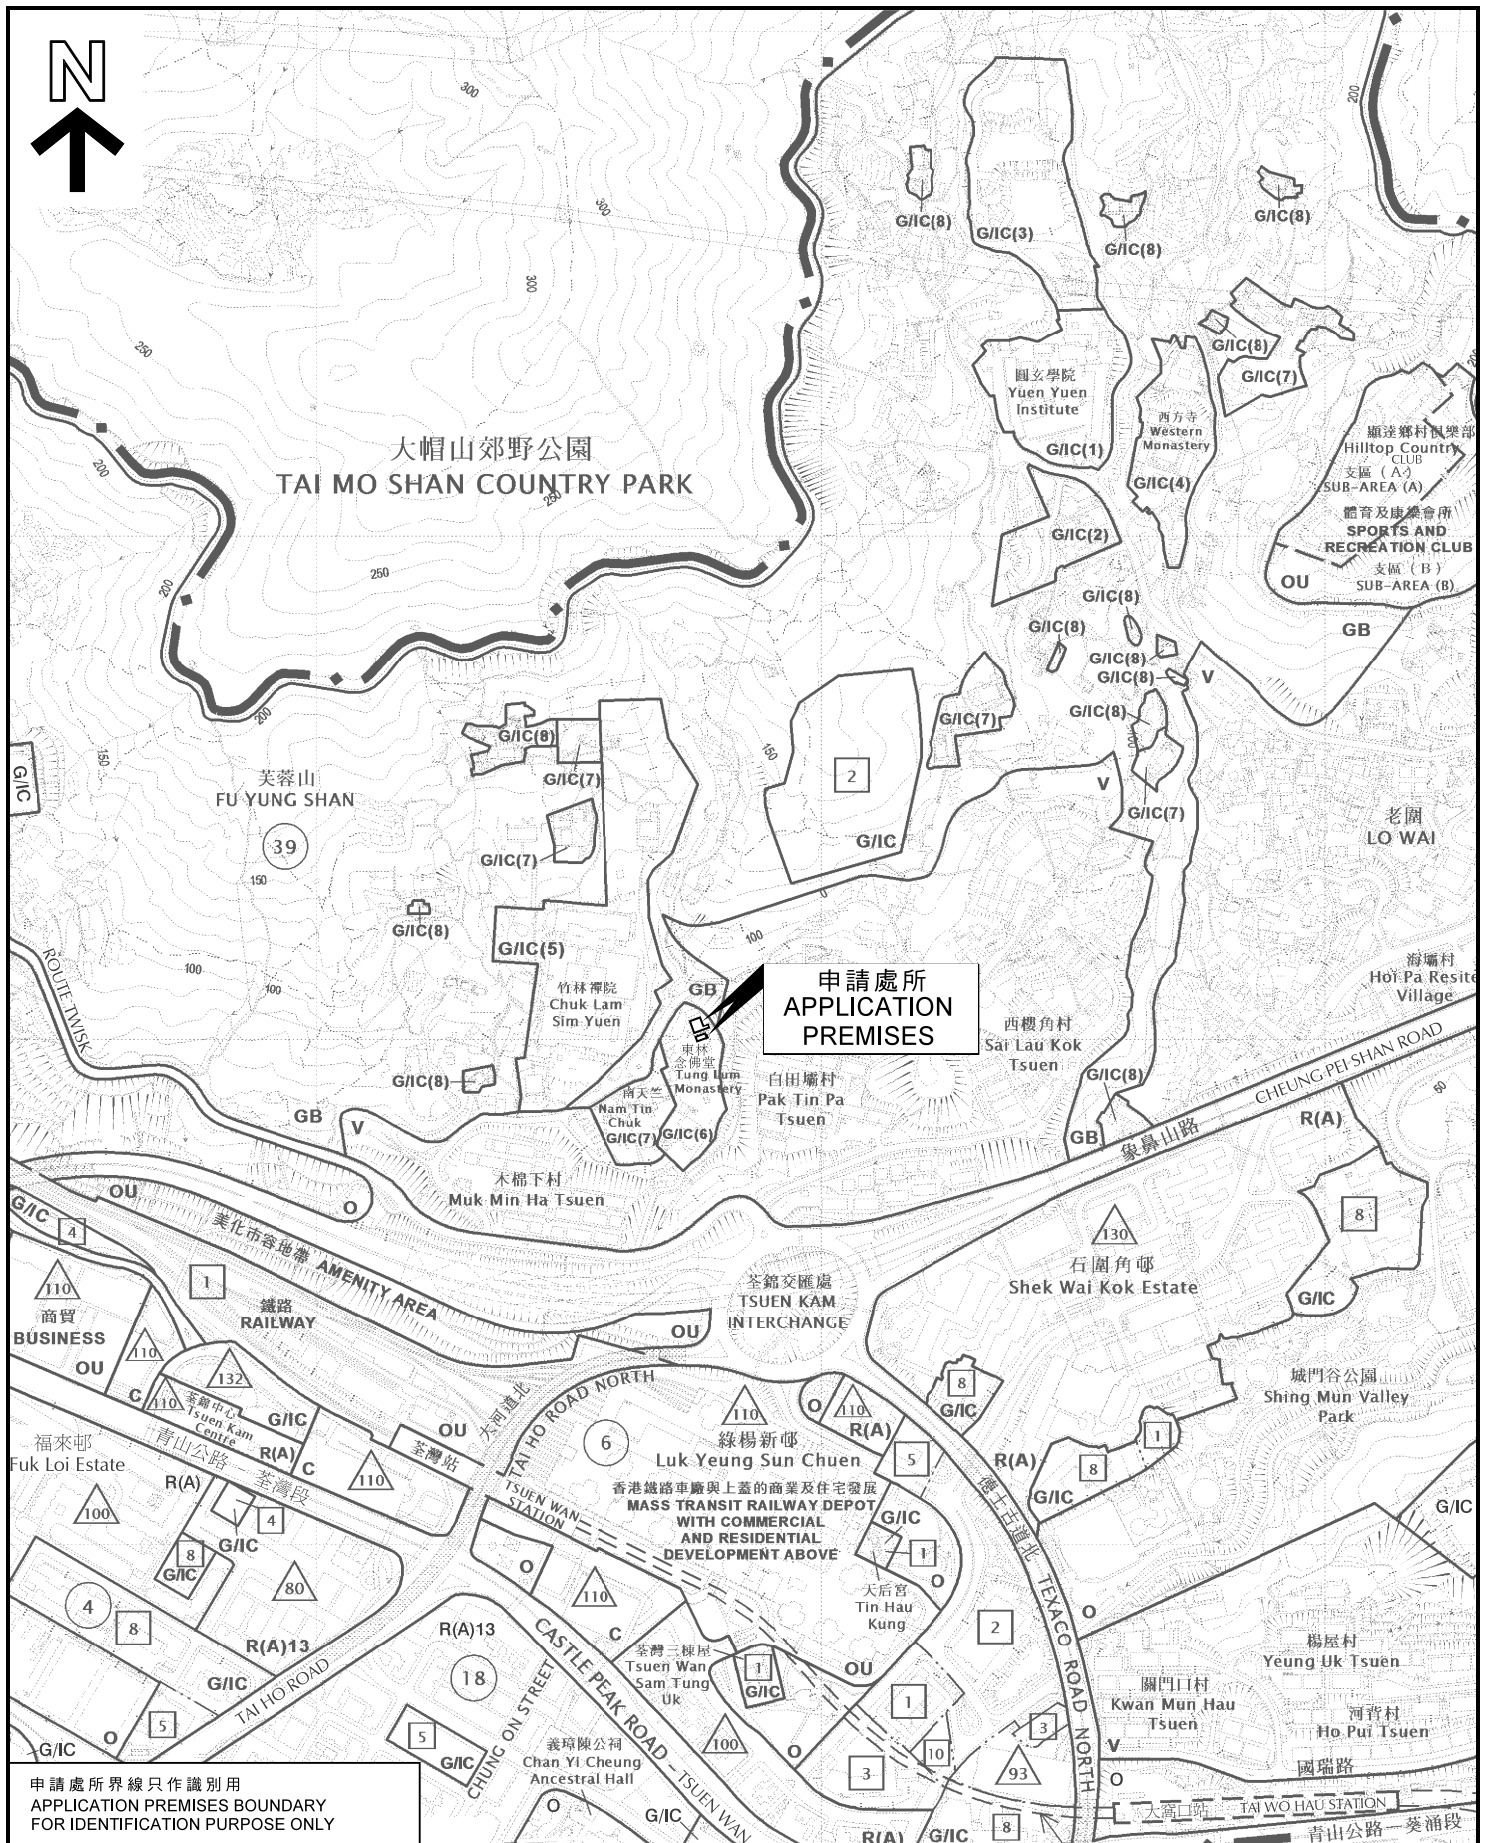 N
300
300
300
250
200
250
250
200
200
200
150
150
100
100
150
100
200
大帽山郊野公園
TAI MO SHAN COUNTRY PARK
G/IC(8)
G/IC(3)
G/IC(8)
G/IC(8)
G/IC(8)
G/IC(7)
圓玄學院
Yuen Yuen
Institute
G/IC(1)
西方寺
Western
Monastery
G/IC(4)
G/IC(2)
顯達鄉村俱樂部
Hilltop Country
CLUB
支區（A）
SUB-AREA (A)
體育及康樂會所
SPORTS AND
RECREATION CLUB
支區（B）
SUB-AREA (B)
OU
GB
G/IC(8)
G/IC(8)
G/IC(8)
G/IC(8)
V
G/IC(8)
G/IC(7)
G/IC(7)
V
2
G/IC
G/IC
芙蓉山
FU YUNG SHAN
39
G/IC(8)
G/IC(7)
G/IC(7)
G/IC(8)
G/IC(5)
竹林禪院
Chuk Lam
Sim Yuen
GB
申請處所
APPLICATION
PREMISES
老圍
LO WAI
海壩村
Hoi Pa Resite
Village
西樓角村
Sai Lau Kok
Tsuen
東林
念佛堂
Tung Lum
Monastery
南天竺
Nam Tin
Chuk
G/IC(7)
G/IC(6)
白田壩村
Pak Tin Pa
Tsuen
G/IC(8)
G/IC(8)
GB
象鼻山路 CHEUNG PEI SHAN ROAD
R(A)
60
ROUTE TWISK
GB
V
木棉下村
Muk Min Ha Tsuen
O
OU
G/IC
4
美化市容地帶 AMENITY AREA
110
商貿
BUSINESS
OU
1
鐵路
RAILWAY
OU
荃錦交匯處
TSUEN KAM
INTERCHANGE
130
石圍角邨
Shek Wai Kok Estate
8
G/IC
城門谷公園
Shing Mun Valley
Park
110
132
C
110
荃錦中心
Tsuen Kam
Centre
G/IC
R(A)
C
110
OU
荃灣站
TSUEN WAN
STATION
大河道北
TAI HO ROAD NORTH
6
110
綠楊新邨
Luk Yeung Sun Chuen
O
110
R(A)
5
8
G/IC
R(A)
G/IC
8
1
G/IC
福來邨
Fuk Loi Estate
青山公路 - 荃灣段
R(A)
100
4
G/IC
8
G/IC
80
4
8
R(A)13
G/IC
TAI HO ROAD
O
5
G/IC
香港鐵路車廠與上蓋的商業及住宅發展
MASS TRANSIT RAILWAY DEPOT
WITH COMMERCIAL
AND RESIDENTIAL
DEVELOPMENT ABOVE
G/IC
1
O
天后宮
Tin Hau
Kung
O
110
C
CASTLE PEAK ROAD - TSUEN WAN
R(A)13
18
5
G/IC
CHUNG ON STREET
荃灣三棟屋
Tsuen Wan
Sam Tung
Uk
1
G/IC
OU
義璋陳公祠
Chan Yi Cheung
Ancestral Hall
O
G/IC
100
O
2
1
3
10
3
93
8
R(A)
G/IC
德士古道北 TEXACO ROAD NORTH
O
楊屋村
Yeung Uk Tsuen
關門口村
Kwan Mun Hau
Tsuen
河背村
Ho Pui Tsuen
V
O
國瑞路
大窩口站 TAI WO HAU STATION
青山公路 - 葵涌段
申請處所界線只作識別用
APPLICATION PREMISES BOUNDARY
FOR IDENTIFICATION PURPOSE ONLY